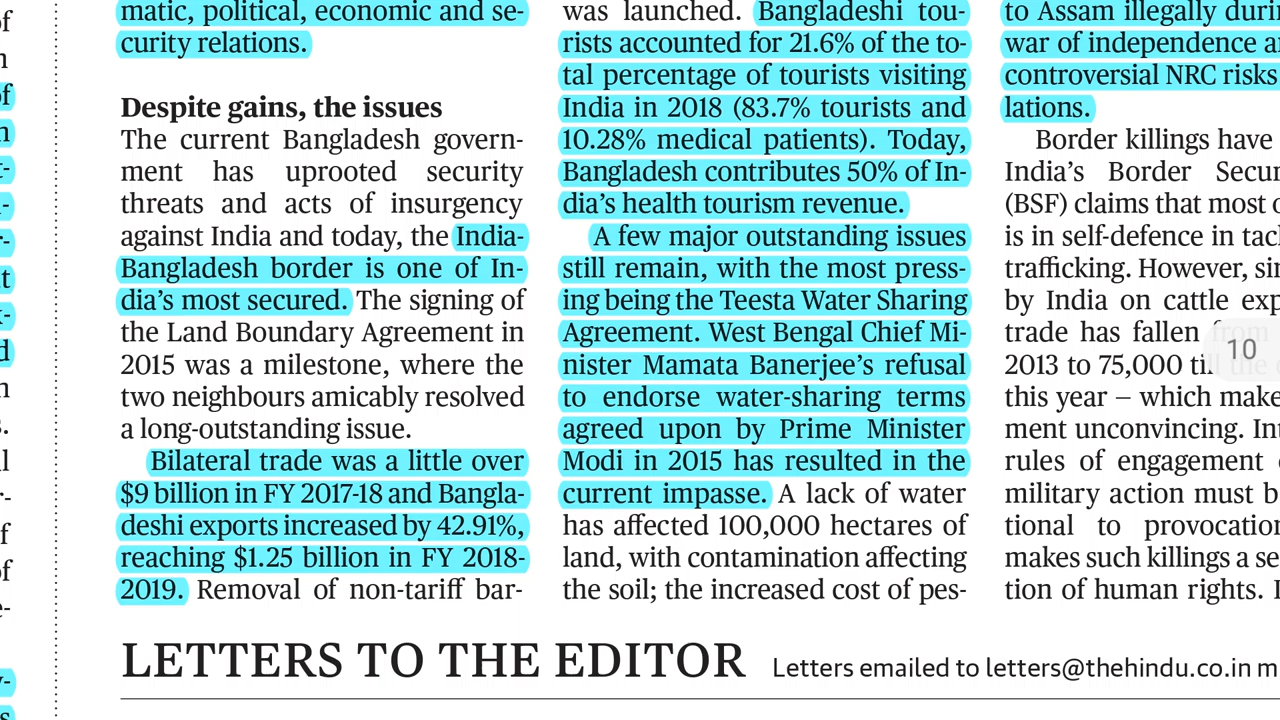 of
n
of
n
t-
-
r-
t
k-
d
n
s.
l
r-
f
of
e-
y-
s
matic, political, economic and se-
curity relations.
Despite gains, the issues
The current Bangladesh govern-
ment has uprooted security
threats and acts of insurgency
against India and today, the India-
Bangladesh border is one of In-
dia's most secured. The signing of
the Land Boundary Agreement in
2015 was a milestone, where the
two neighbours amicably resolved
a long-outstanding issue.
Bilateral trade was a little over
$9 billion in FY 2017-18 and Bangla-
deshi exports increased by 42.91%,
reaching $1.25 billion in FY 2018-
2019. Removal of non-tariff bar-
was launched. Bangladeshi tou-
rists accounted for 21.6% of the to-
tal percentage of tourists visiting
India in 2018 (83.7% tourists and
10.28% medical patients). Today,
Bangladesh contributes 50% of In-
dia's health tourism revenue.
A few major outstanding issues
still remain, with the most press-
ing being the Teesta Water Sharing
Agreement. West Bengal Chief Mi-
nister Mamata Banerjee's refusal
to endorse water-sharing terms
agreed upon by Prime Minister
Modi in 2015 has resulted in the
current impasse. A lack of water
has affected 100,000 hectares of
land, with contamination affecting
the soil; the increased cost of pes-
to Assam illegally duri
war of independence a
controversial NRC risks
lations.
Border killings have
India's Border Secur
(BSF) claims that most o
is in self-defence in tac
trafficking. However, sin
by India on cattle exp
trade has fallen from
2013 to 75,000 till the
this year – which make
ment unconvincing. Int
rules of engagement
military action must b
tional to provocation
makes such killings a se
tion of human rights. I
10
LETTERS TO THE EDITOR Letters emailed to letters@thehindu.co.in m